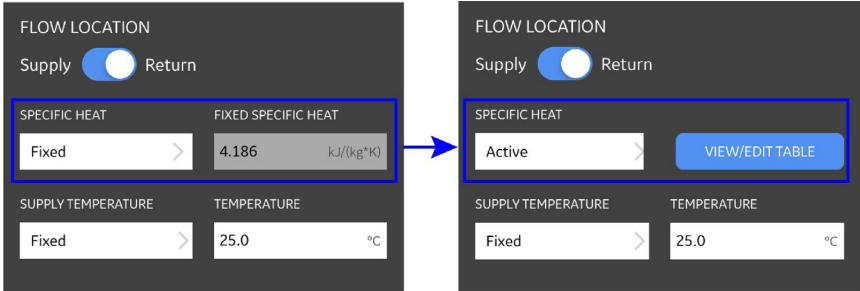 FLOW LOCATION
Supply Return
SPECIFIC HEAT FIXED SPECIFIC HEAT
Fixed 4.186 kJ/(kg*K)
SUPPLY TEMPERATURE TEMPERATURE
Fixed 25.0 °C
FLOW LOCATION
Supply Return
SPECIFIC HEAT
Active VIEW/EDIT TABLE
SUPPLY TEMPERATURE TEMPERATURE
Fixed 25.0 °C